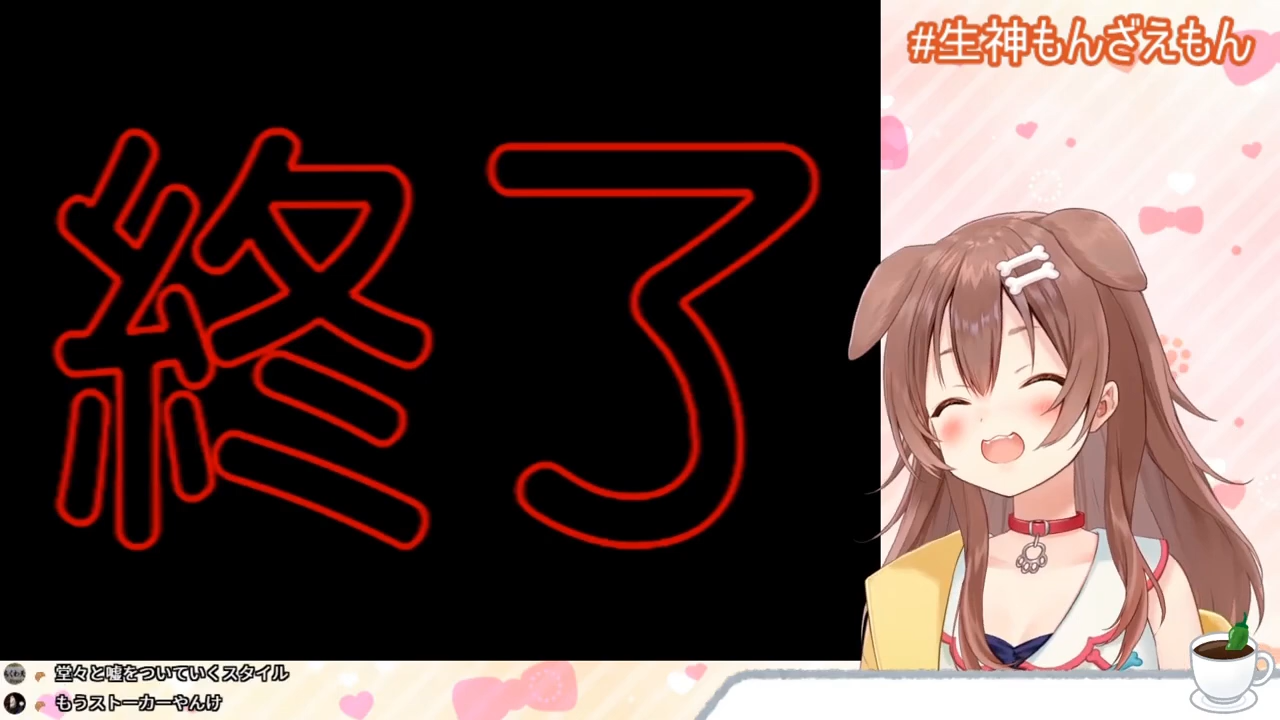 #生神もんざえもん
終了
堂々と嘘をついていくスタイル
もうストーカーやんけ